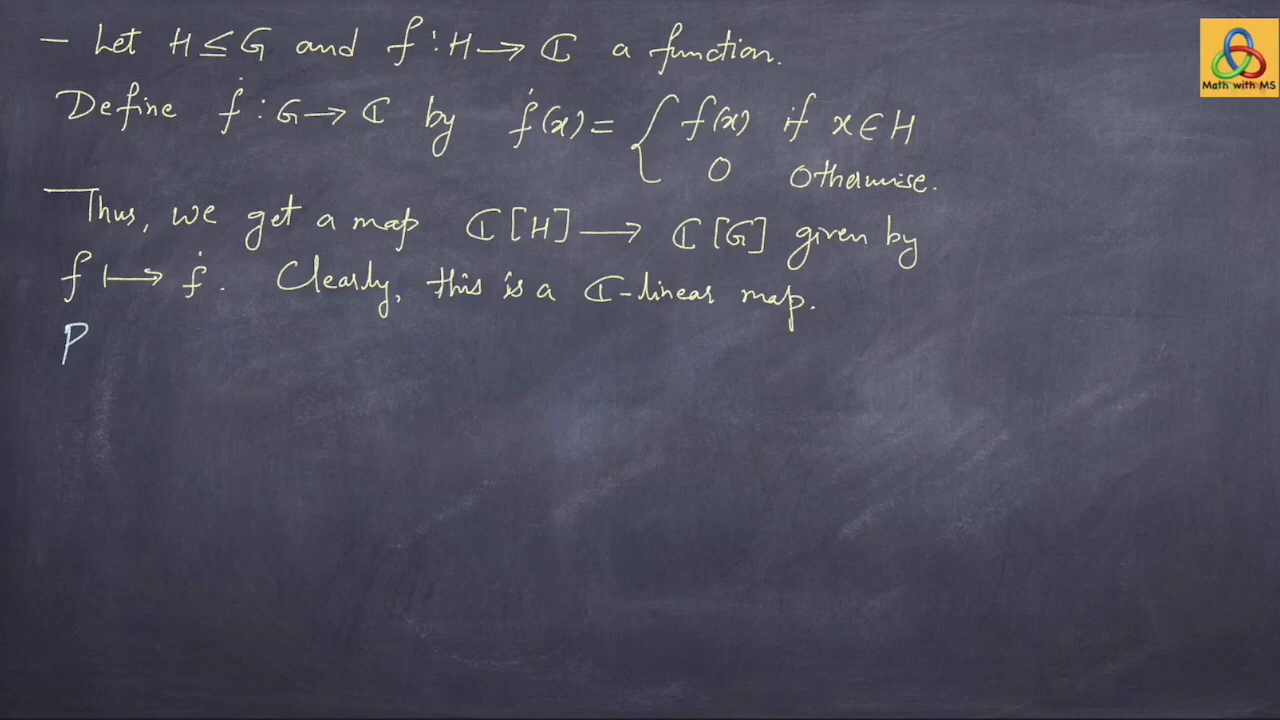 - Let H ≤ G and f : H → ℂ a function.
Define ḟ : G → ℂ by ḟ(x) = { f(x) if x ∈ H
0 Otherwise.
Thus, we get a map ℂ[H] → ℂ[G] given by
f ↦ ḟ. Clearly, this is a ℂ-linear map.
P
Math with MS